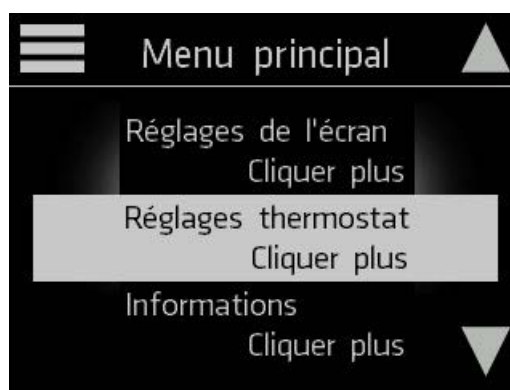 Menu principal
Réglages de l'écran
Cliquer plus
Réglages thermostat
Cliquer plus
Informations
Cliquer plus